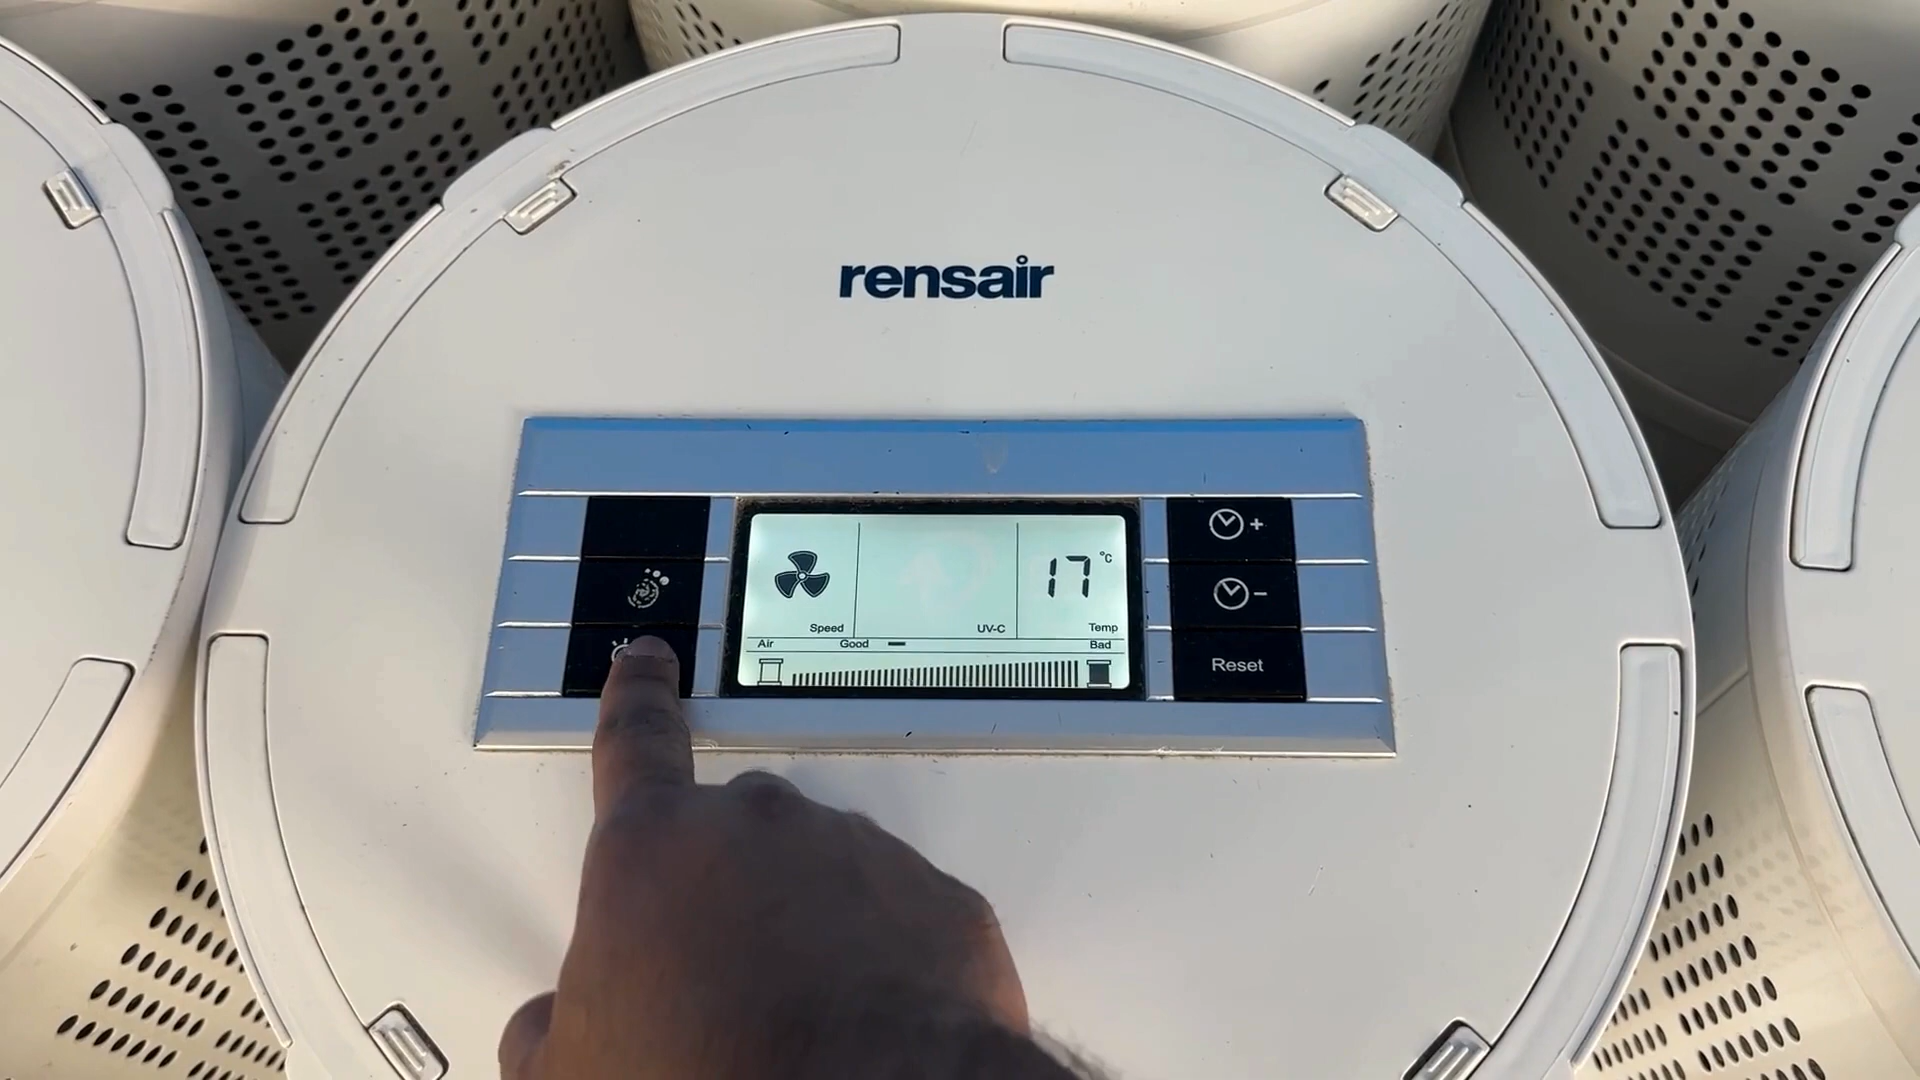 rensair
17 °C
Speed
UV-C
Temp
Air
Good
Bad
+
-
Reset